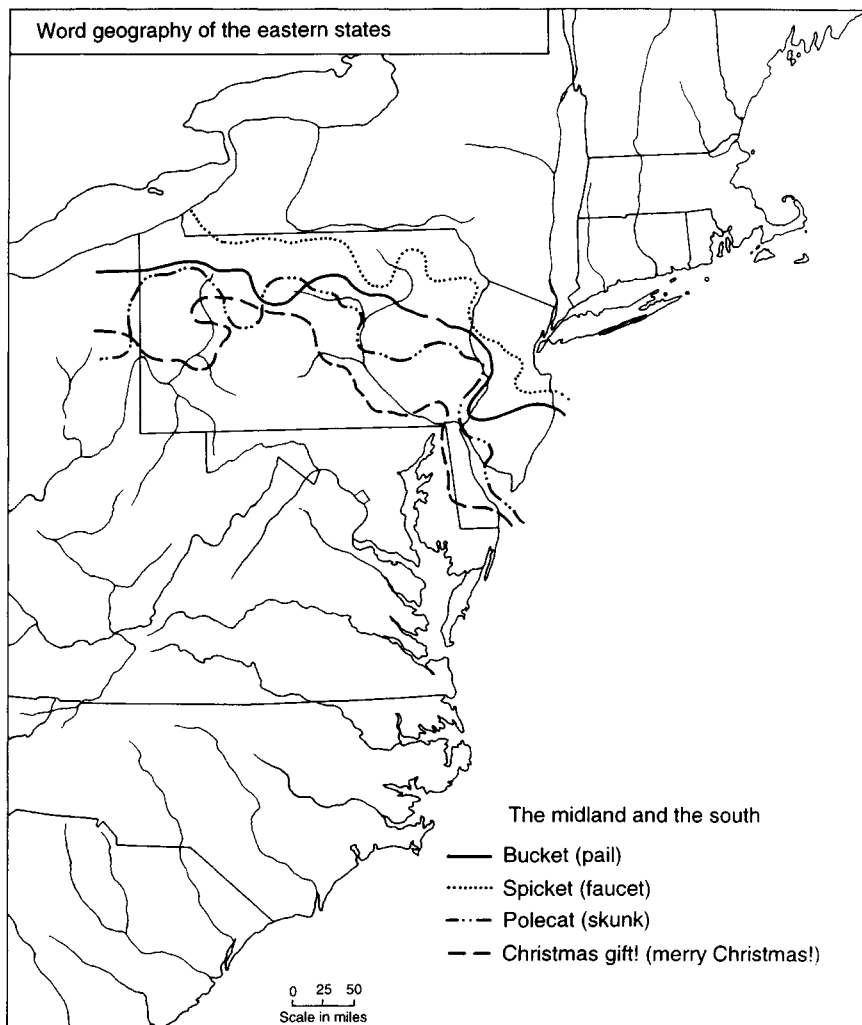 Word geography of the eastern states
The midland and the south
Bucket (pail)
Spicket (faucet)
Polecat (skunk)
Christmas gift! (merry Christmas!)
0 25 50
Scale in miles